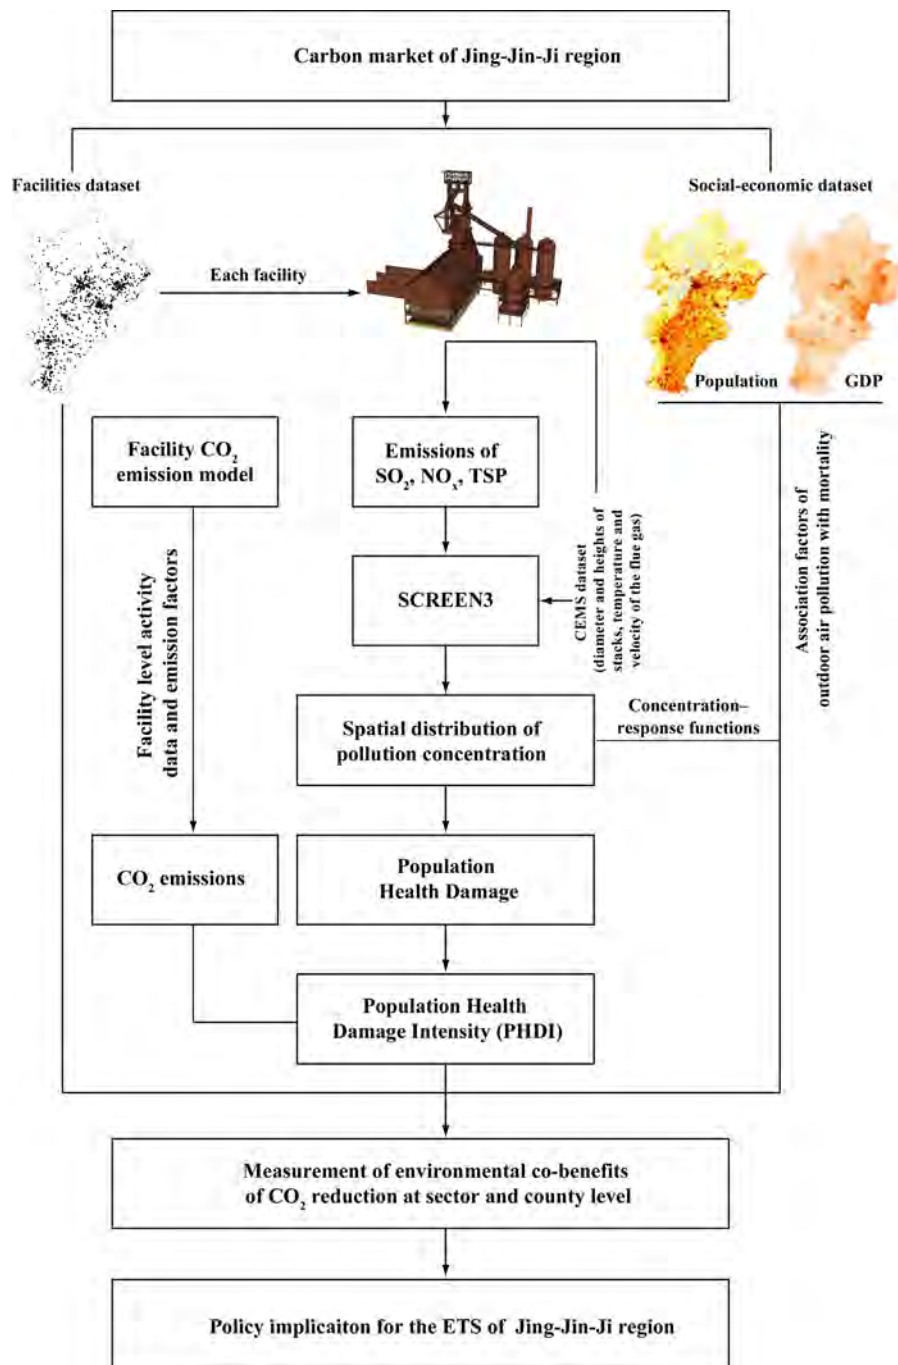 Carbon market of Jing-Jin-Ji region
Facilities dataset
Social-economic dataset
Each facility
Population
GDP
Facility CO₂
emission model
Emissions of
SO₂, NOₓ, TSP
Facility level activity
data and emission factors
SCREEN3
CEMS dataset
(diameter and heights of
stacks, temperature and
velocity of the flue gas)
Association factors of
outdoor air pollution with mortality
Spatial distribution of
pollution concentration
Concentration–
response functions
CO₂ emissions
Population
Health Damage
Population Health
Damage Intensity (PHDI)
Measurement of environmental co-benefits
of CO₂ reduction at sector and county level
Policy implicaiton for the ETS of Jing-Jin-Ji region